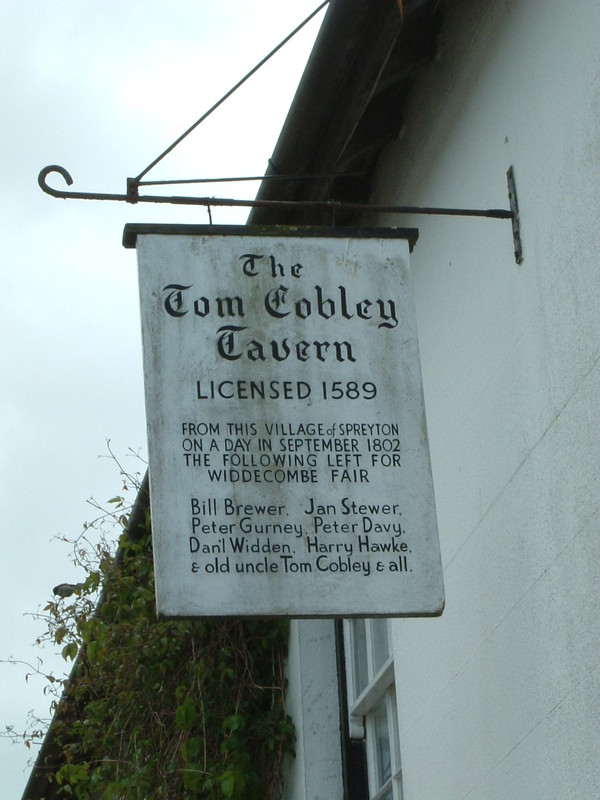 The
Tom Cobley
Tavern
LICENSED 1589
FROM THIS VILLAGE of SPREYTON
ON A DAY IN SEPTEMBER 1802
THE FOLLOWING LEFT FOR
WIDDECOMBE FAIR
Bill Brewer, Jan Stewer,
Peter Gurney, Peter Davy,
Dan'l Widden, Harry Hawke,
& old uncle Tom Cobley & all.